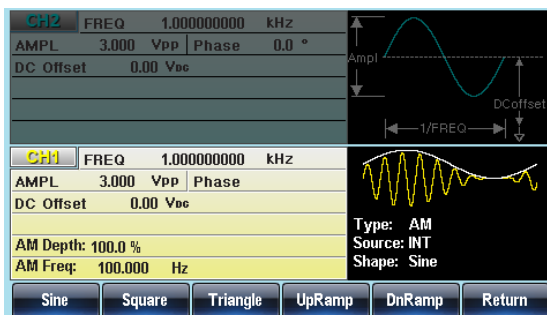 CH2 FREQ 1.000000000 kHz
AMPL 3.000 Vpp Phase 0.0 °
DC Offset 0.00 VDC
Ampl
DCoffset
1/FREQ
CH1 FREQ 1.000000000 kHz
AMPL 3.000 Vpp Phase
DC Offset 0.00 VDC
AM Depth: 100.0 %
AM Freq: 100.000 Hz
Type: AM
Source: INT
Shape: Sine
Sine Square Triangle UpRamp DnRamp Return